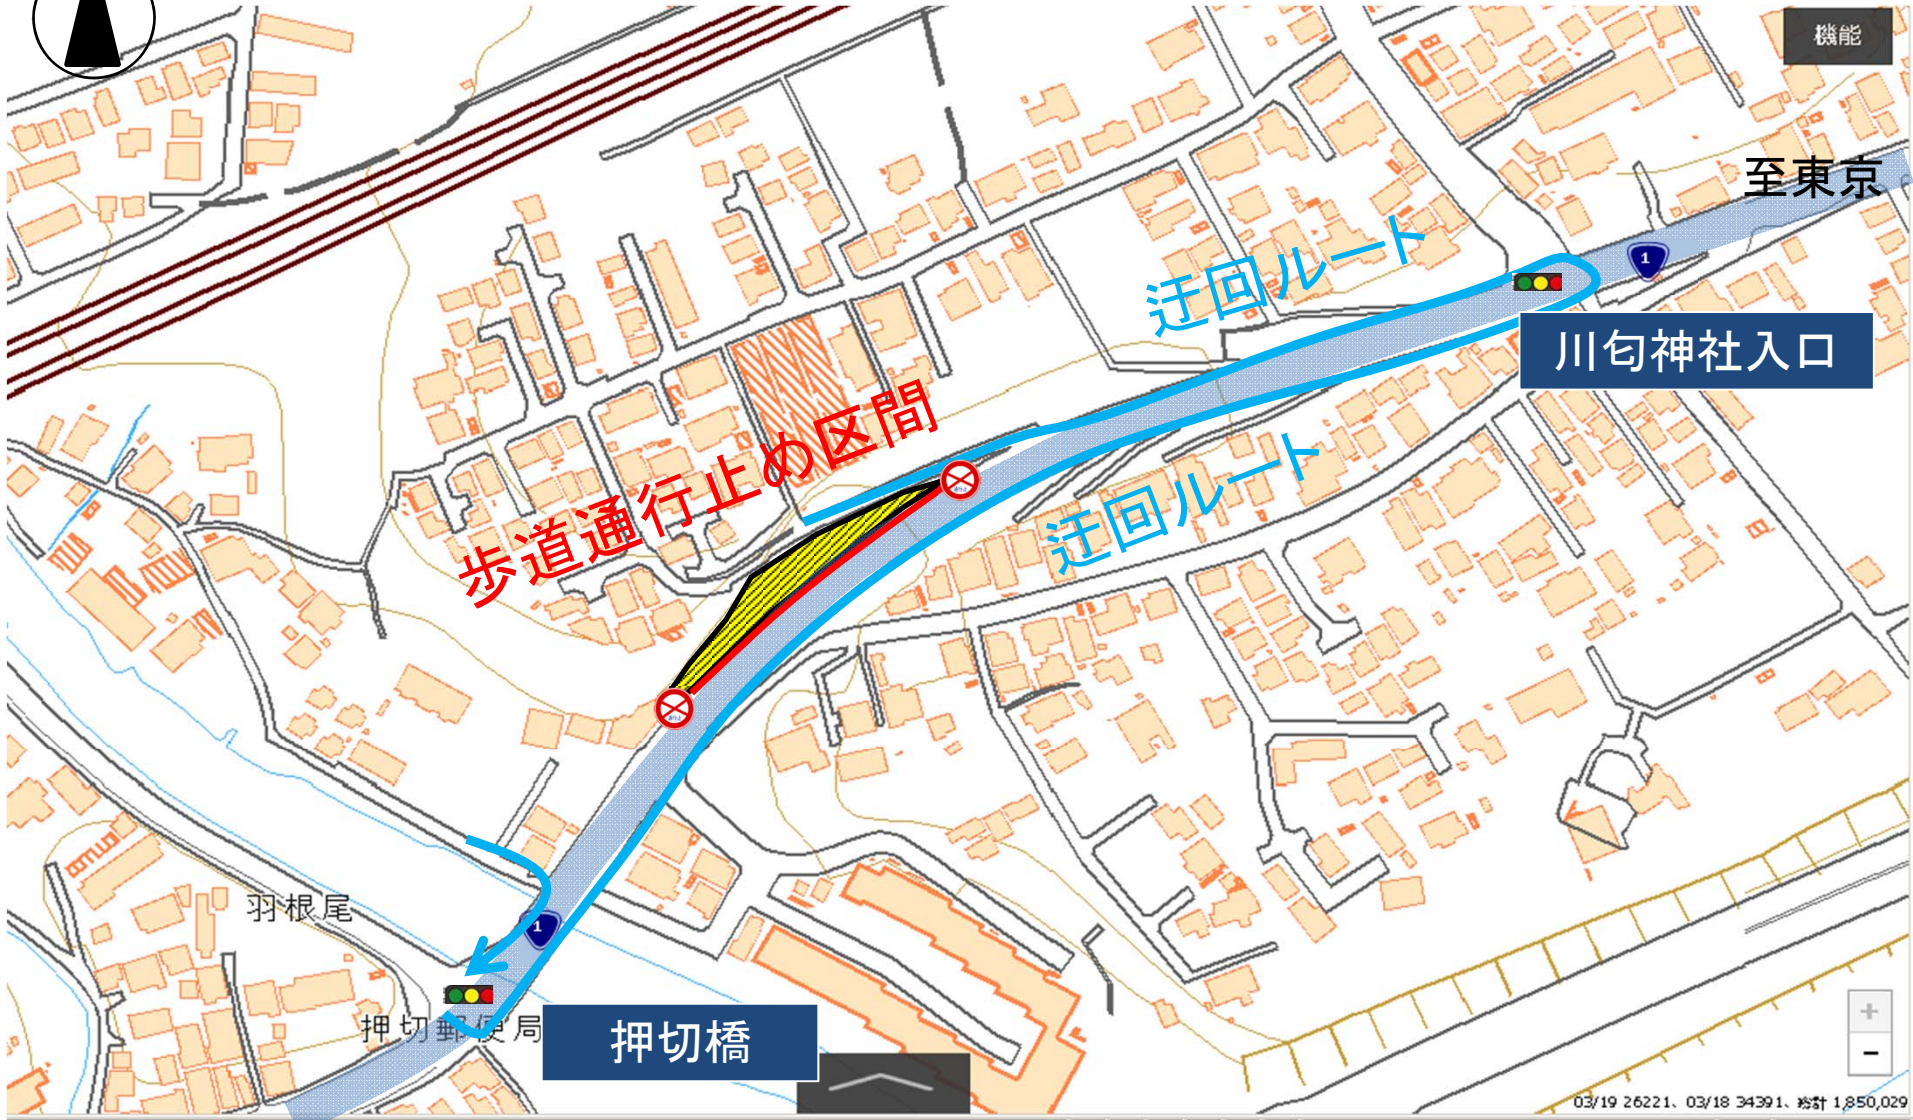 機能
至東京
1
迂回ルート
川匂神社入口
歩道通行止め区間
迂回ルート
羽根尾
1
押切郵便局
押切橋
+
-
03/19 26221、03/18 34391、総計 1,850,029